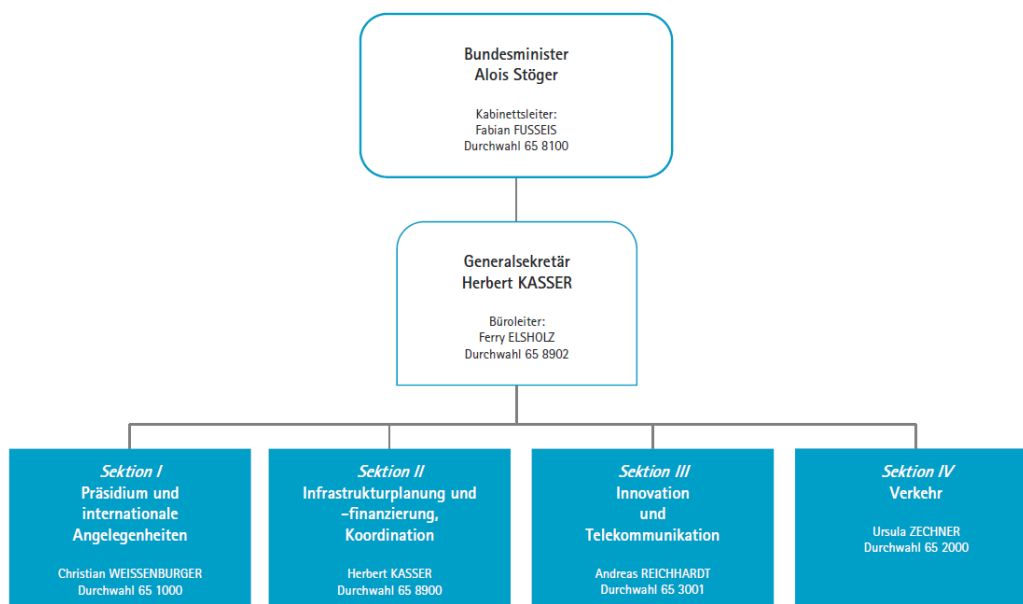 Bundesminister
Alois Stöger
Kabinettsleiter:
Fabian FUSSEIS
Durchwahl 65 8100
Generalsekretär
Herbert KASSER
Büroleiter:
Ferry ELSHOLZ
Durchwahl 65 8902
Sektion I
Präsidium und
internationale
Angelegenheiten
Christian WEISSENBURGER
Durchwahl 65 1000
Sektion II
Infrastrukturplanung und
-finanzierung,
Koordination
Herbert KASSER
Durchwahl 65 8900
Sektion III
Innovation
und
Telekommunikation
Andreas REICHHARDT
Durchwahl 65 3001
Sektion IV
Verkehr
Ursula ZECHNER
Durchwahl 65 2000